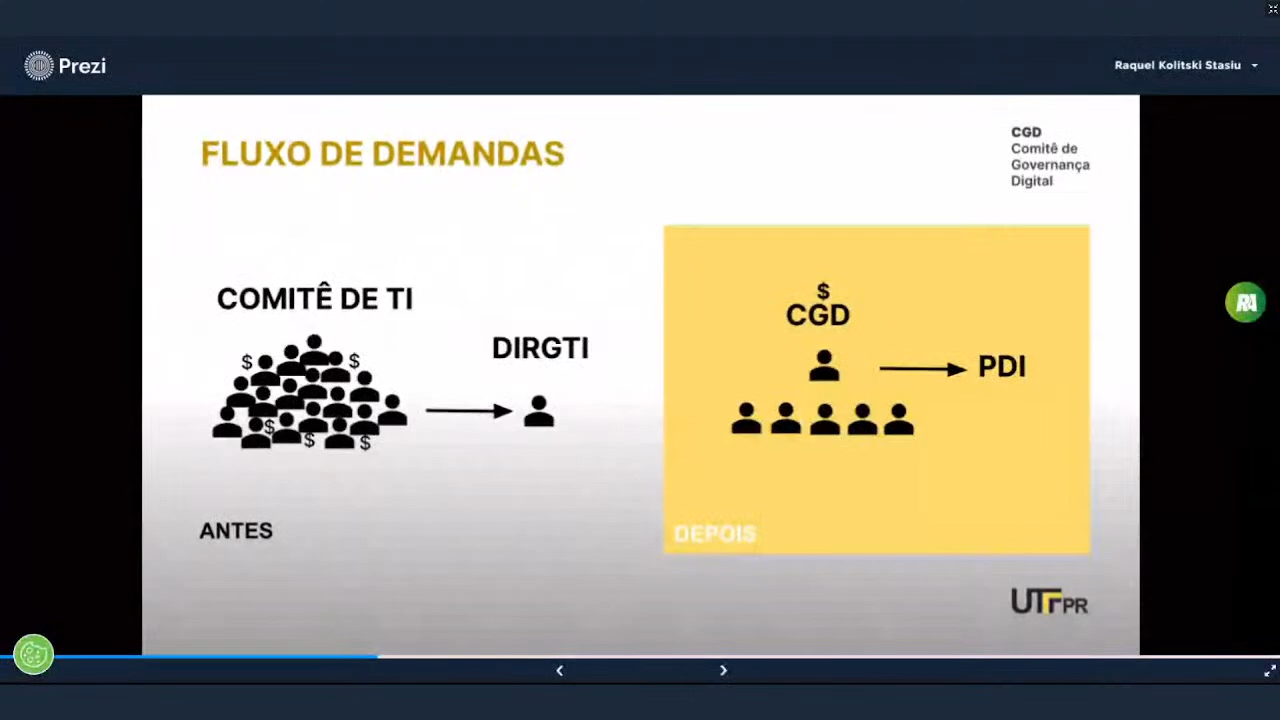 Prezi
Raquel Kolitski Stasiu
FLUXO DE DEMANDAS
CGD
Comitê de
Governança
Digital
COMITÊ DE TI
$ $
$ $ $
DIRGTI
ANTES
$
CGD
PDI
DEPOIS
UTFPR
RA